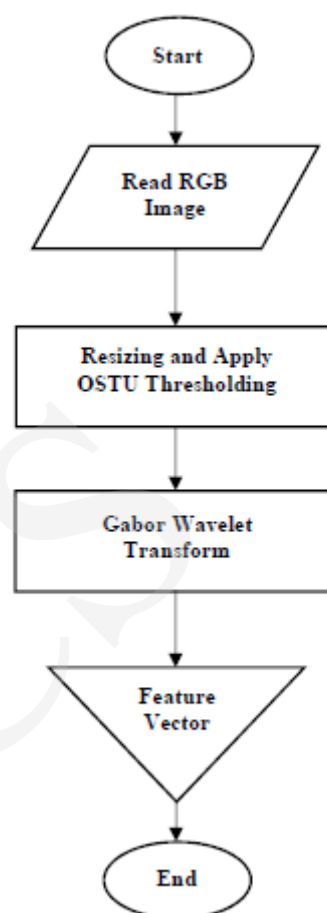 Start
Read RGB
Image
Resizing and Apply
OSTU Thresholding
Gabor Wavelet
Transform
Feature
Vector
End